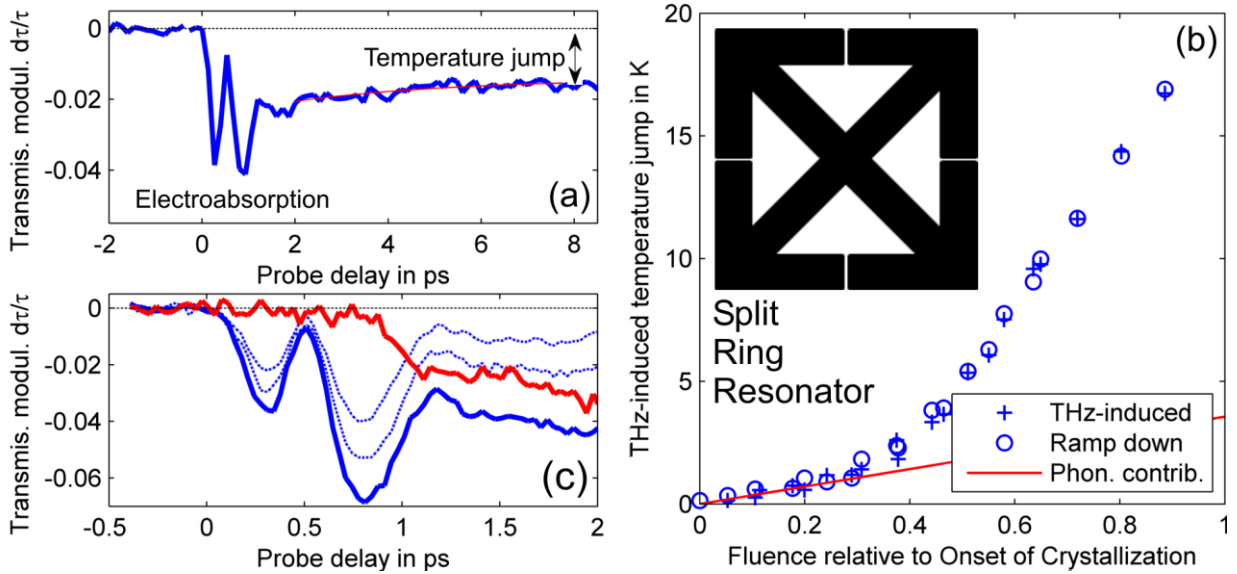 Transmis. modul. dτ/τ
0
-0.02
-0.04
Temperature jump
Electroabsorption
(a)
-2 0 2 4 6 8
Probe delay in ps
Transmis. modul. dτ/τ
0
-0.02
-0.04
-0.06
(c)
-0.5 0 0.5 1 1.5 2
Probe delay in ps
THz-induced temperature jump in K
20
15
10
5
0
(b)
Split
Ring
Resonator
THz-induced
Ramp down
Phon. contrib.
0 0.2 0.4 0.6 0.8 1
Fluence relative to Onset of Crystallization